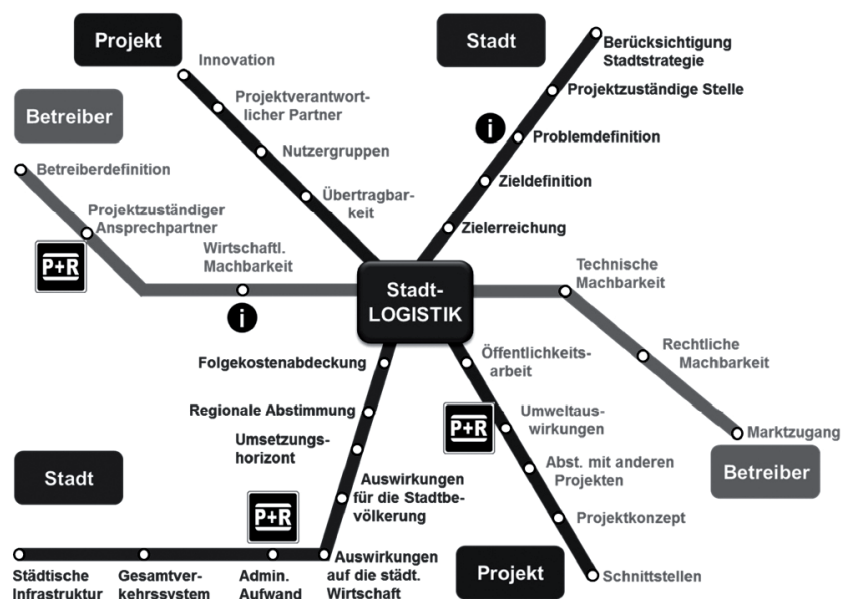 Projekt
Stadt
Innovation
Berücksichtigung
Stadtstrategie
Betreiber
Projektverantwort-
licher Partner
Projektzuständige Stelle
i
Problemdefinition
Nutzergruppen
Betreiberdefinition
Zieldefinition
Übertragbar-
keit
Projektzuständiger
Ansprechpartner
Zielerreichung
P+R
Wirtschaftl.
Machbarkeit
i
Stadt-
LOGISTIK
Technische
Machbarkeit
Rechtliche
Machbarkeit
Marktzugang
Betreiber
Folgekostenabdeckung
Öffentlichkeits-
arbeit
Regionale Abstimmung
P+R
Umweltaus-
wirkungen
Umsetzungs-
horizont
Abst. mit anderen
Projekten
Stadt
Auswirkungen
für die Stadtbe-
völkerung
P+R
Projektkonzept
Städtische
Infrastruktur
Gesamtver-
kehrssystem
Admin.
Aufwand
Auswirkungen
auf die städt.
Wirtschaft
Projekt
Schnittstellen